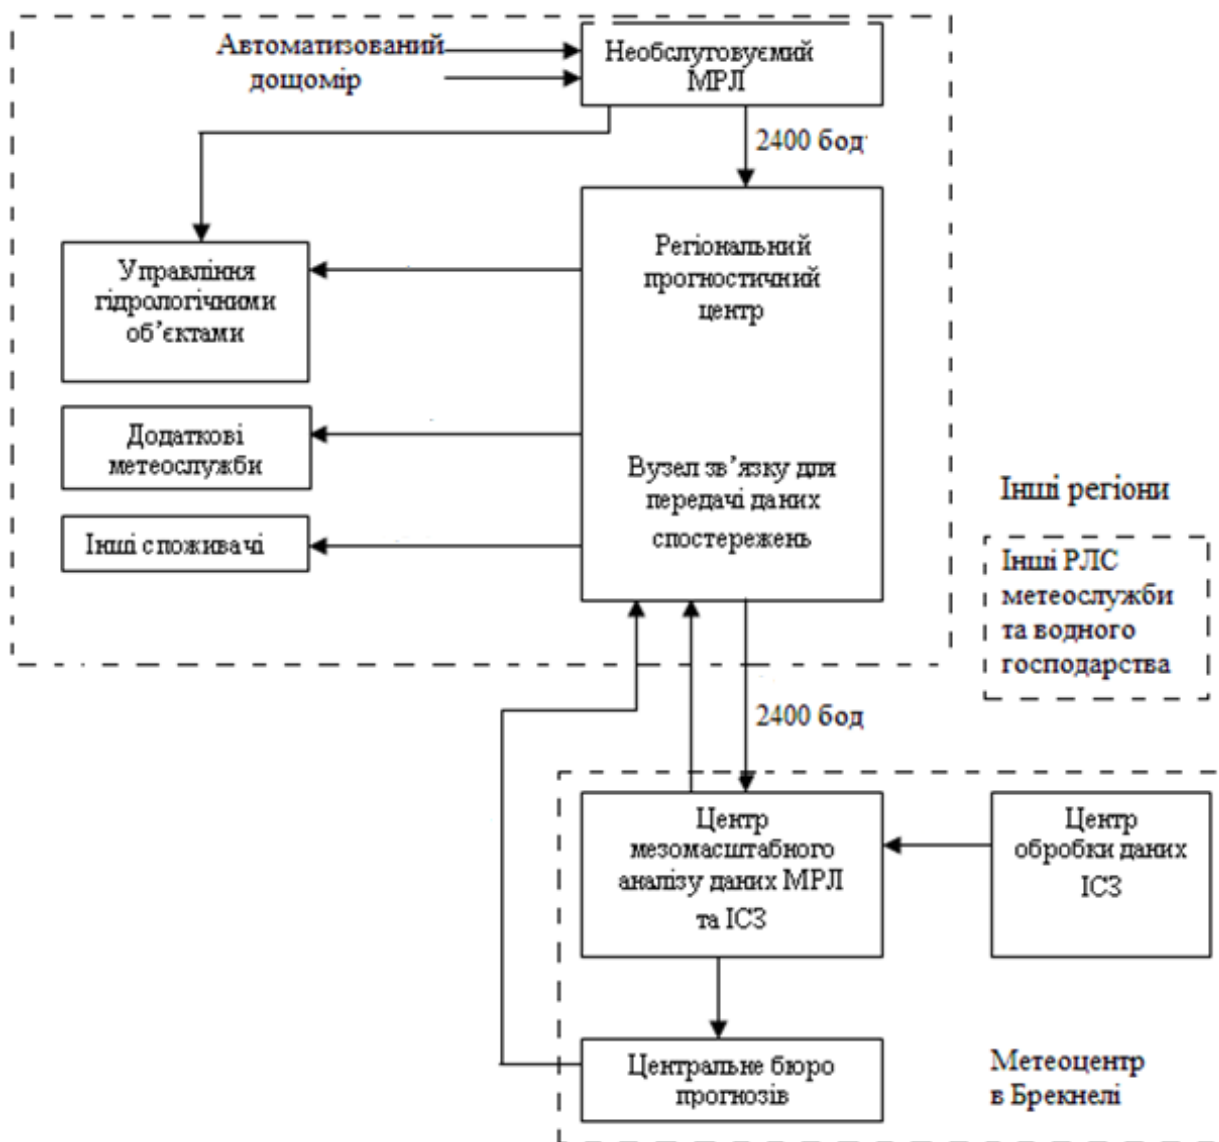 Автоматизований
дощомір
Необслуговуємий
МРЛ
2400 бод
Управління
гідрологічними
об’єктами
Регіональний
прогностичний
центр
Додаткові
метеослужби
Вузел зв’язку для
передачі даних
спостережень
Інші споживачі
Інші регіони
Інші РЛС
метеослужби
та водного
господарства
2400 бод
Центр
мезомасштабного
аналізу даних МРЛ
та ІСЗ
Центр
обробки даних
ІСЗ
Центральне бюро
прогнозів
Метеоцентр
в Брекнелі